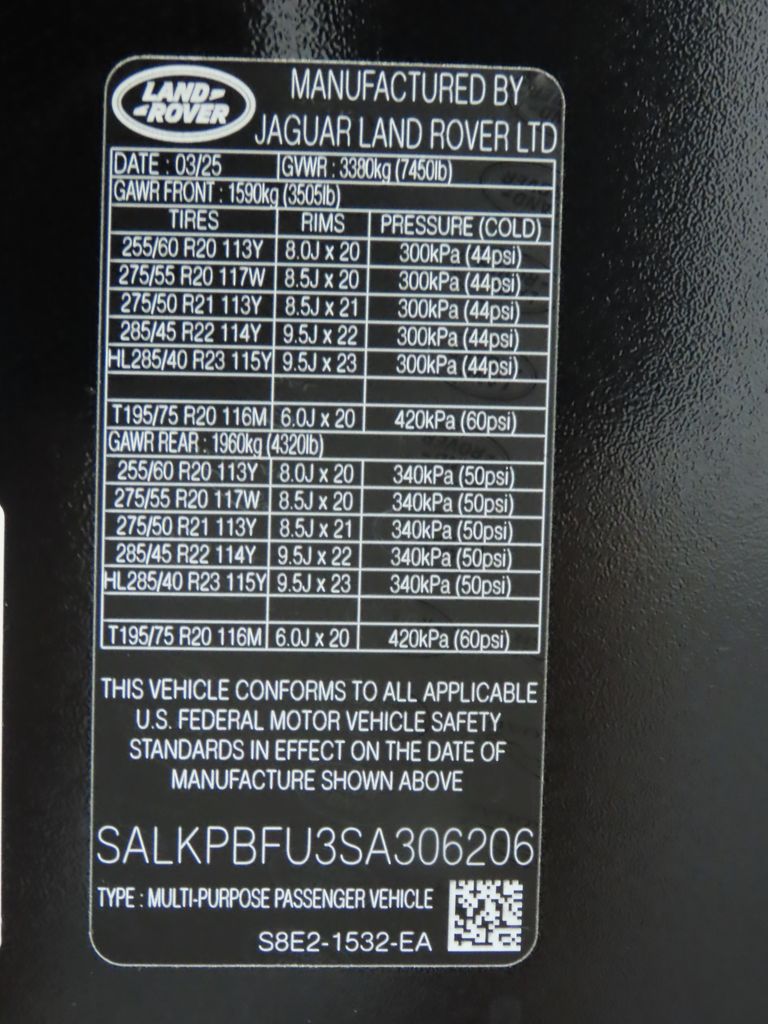 LAND-
-ROVER
MANUFACTURED BY
JAGUAR LAND ROVER LTD
DATE : 03/25 GVWR : 3380kg (7450lb)
GAWR FRONT : 1590kg (3505lb)
TIRES RIMS PRESSURE (COLD)
255/60 R20 113Y 8.0J x 20 300kPa (44psi)
275/55 R20 117W 8.5J x 20 300kPa (44psi)
275/50 R21 113Y 8.5J x 21 300kPa (44psi)
285/45 R22 114Y 9.5J x 22 300kPa (44psi)
HL285/40 R23 115Y 9.5J x 23 300kPa (44psi)
T195/75 R20 116M 6.0J x 20 420kPa (60psi)
GAWR REAR : 1960kg (4320lb)
255/60 R20 113Y 8.0J x 20 340kPa (50psi)
275/55 R20 117W 8.5J x 20 340kPa (50psi)
275/50 R21 113Y 8.5J x 21 340kPa (50psi)
285/45 R22 114Y 9.5J x 22 340kPa (50psi)
HL285/40 R23 115Y 9.5J x 23 340kPa (50psi)
T195/75 R20 116M 6.0J x 20 420kPa (60psi)
THIS VEHICLE CONFORMS TO ALL APPLICABLE
U.S. FEDERAL MOTOR VEHICLE SAFETY
STANDARDS IN EFFECT ON THE DATE OF
MANUFACTURE SHOWN ABOVE
SALKPBFU3SA306206
TYPE : MULTI-PURPOSE PASSENGER VEHICLE
S8E2-1532-EA